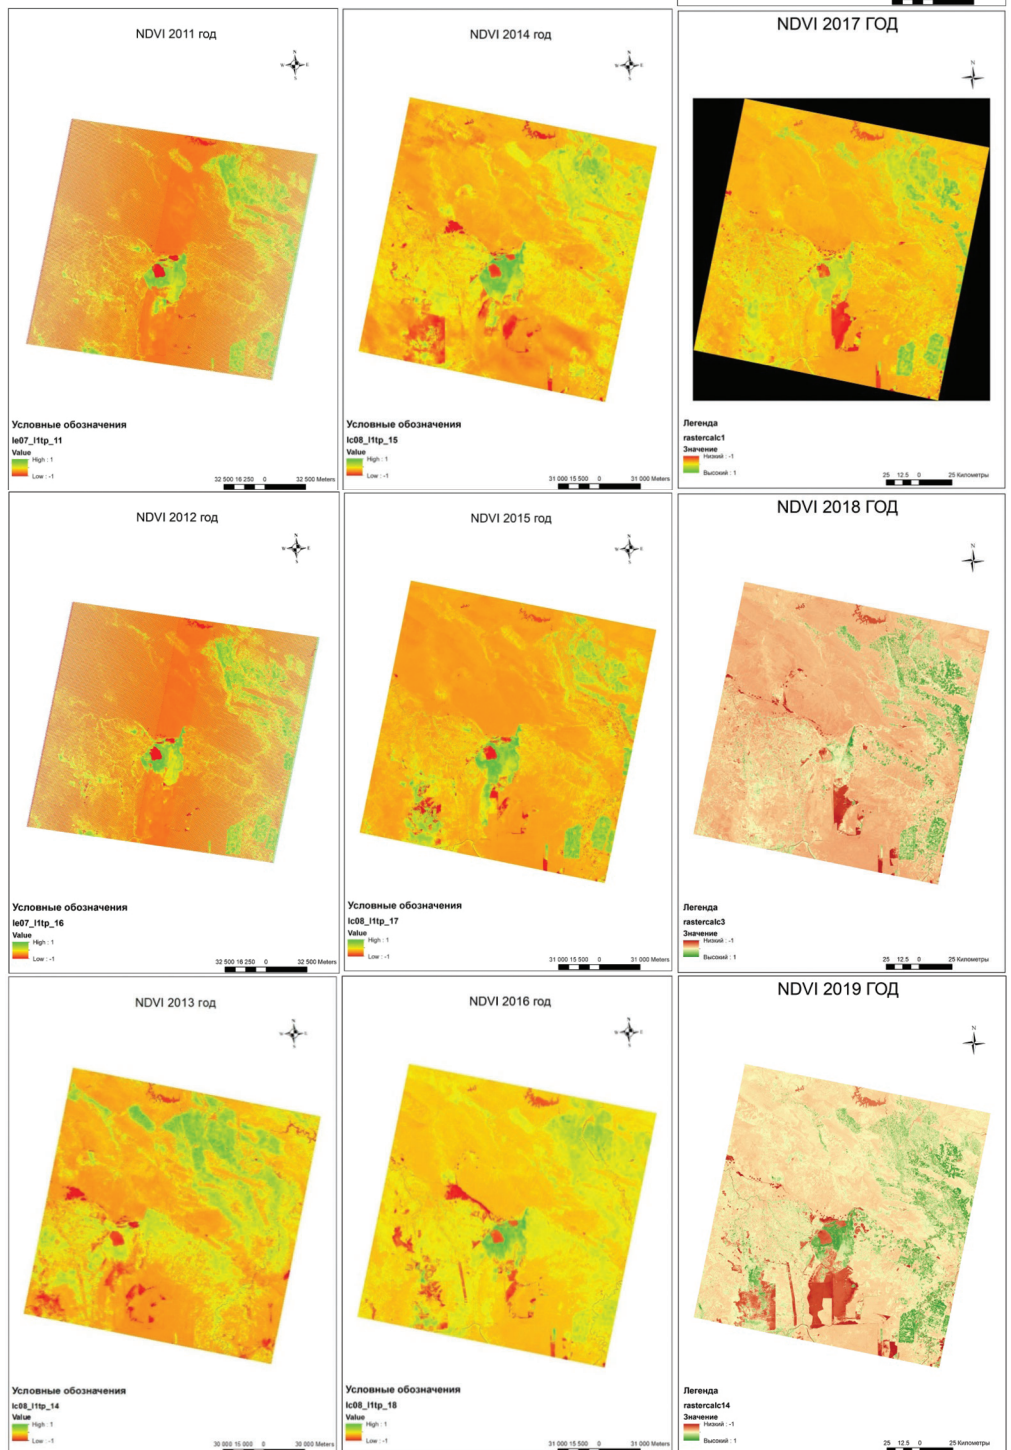 NDVI 2011 год
N
W E
S
Условные обозначения
le07_l1tp_11
Value
High : 1
Low : -1
32 500 16 250 0 32 500 Meters
NDVI 2014 год
N
W E
S
Условные обозначения
lc08_l1tp_15
Value
High : 1
Low : -1
31 000 15 500 0 31 000 Meters
NDVI 2017 ГОД
N
Легенда
rastercalc1
Значение
Низкий : -1
Высокий : 1
25 12.5 0 25 Километры
NDVI 2012 год
N
W E
S
Условные обозначения
le07_l1tp_16
Value
High : 1
Low : -1
32 500 16 250 0 32 500 Meters
NDVI 2015 год
N
W E
S
Условные обозначения
lc08_l1tp_17
Value
High : 1
Low : -1
31 000 15 500 0 31 000 Meters
NDVI 2018 ГОД
N
Легенда
rastercalc3
Значение
Низкий : -1
Высокий : 1
25 12.5 0 25 Километры
NDVI 2013 год
N
W E
S
Условные обозначения
lc08_l1tp_14
Value
High : 1
Low : -1
30 000 15 000 0 30 000 Meters
NDVI 2016 год
N
W E
S
Условные обозначения
lc08_l1tp_18
Value
High : 1
Low : -1
31 000 15 500 0 31 000 Meters
NDVI 2019 ГОД
N
Легенда
rastercalc14
Значение
Низкий : -1
Высокий : 1
25 12.5 0 25 Километры